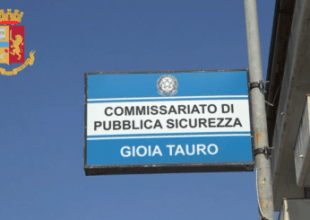 COMMISSARIATO DI
PUBBLICA SICUREZZA
GIOIA TAURO